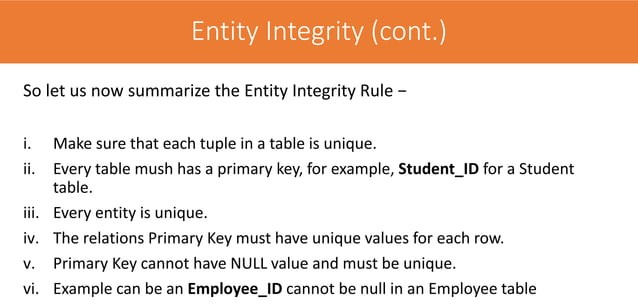 Entity Integrity (cont.)
So let us now summarize the Entity Integrity Rule −
i. Make sure that each tuple in a table is unique.
ii. Every table mush has a primary key, for example, Student_ID for a Student
table.
iii. Every entity is unique.
iv. The relations Primary Key must have unique values for each row.
v. Primary Key cannot have NULL value and must be unique.
vi. Example can be an Employee_ID cannot be null in an Employee table